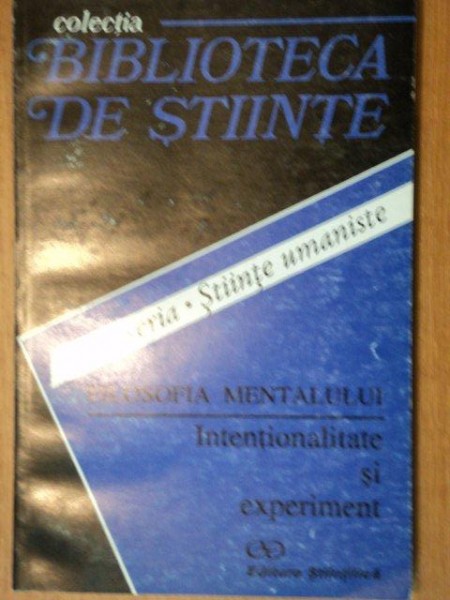 colecția
BIBLIOTECA
DE ȘTIINȚE
seria • Științe umaniste
FILOSOFIA MENTALULUI
Intenționalitate
și
experiment
Editura Științifică